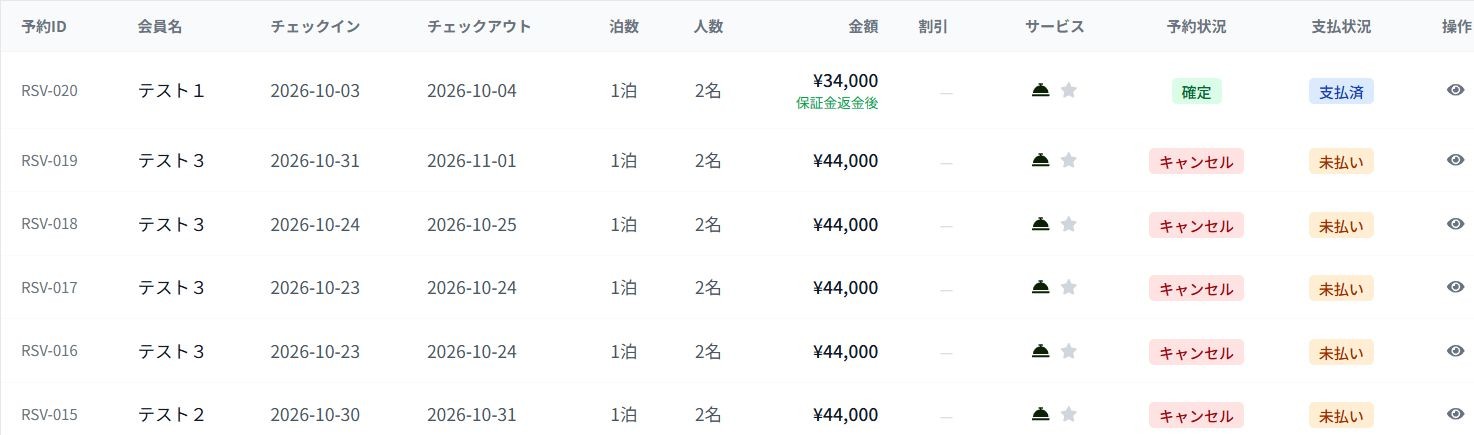 予約ID 会員名 チェックイン チェックアウト 泊数 人数 金額 割引 サービス 予約状況 支払状況 操作
RSV-020 テスト１ 2026-10-03 2026-10-04 1泊 2名 ¥34,000 — 確定 支払済
保証金返金後
RSV-019 テスト３ 2026-10-31 2026-11-01 1泊 2名 ¥44,000 — キャンセル 未払い
RSV-018 テスト３ 2026-10-24 2026-10-25 1泊 2名 ¥44,000 — キャンセル 未払い
RSV-017 テスト３ 2026-10-23 2026-10-24 1泊 2名 ¥44,000 — キャンセル 未払い
RSV-016 テスト３ 2026-10-23 2026-10-24 1泊 2名 ¥44,000 — キャンセル 未払い
RSV-015 テスト２ 2026-10-30 2026-10-31 1泊 2名 ¥44,000 — キャンセル 未払い